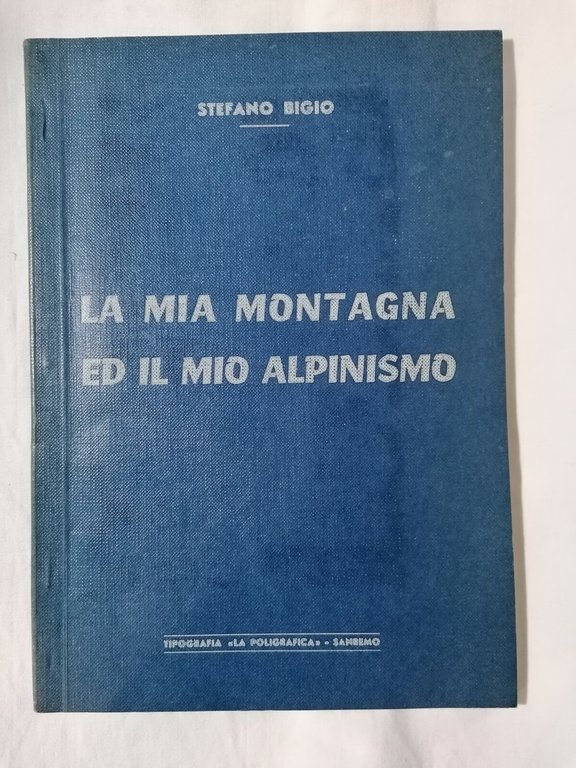 STEFANO BIGIO
LA MIA MONTAGNA
ED IL MIO ALPINISMO
TIPOGRAFIA «LA POLIGRAFICA» - SANREMO